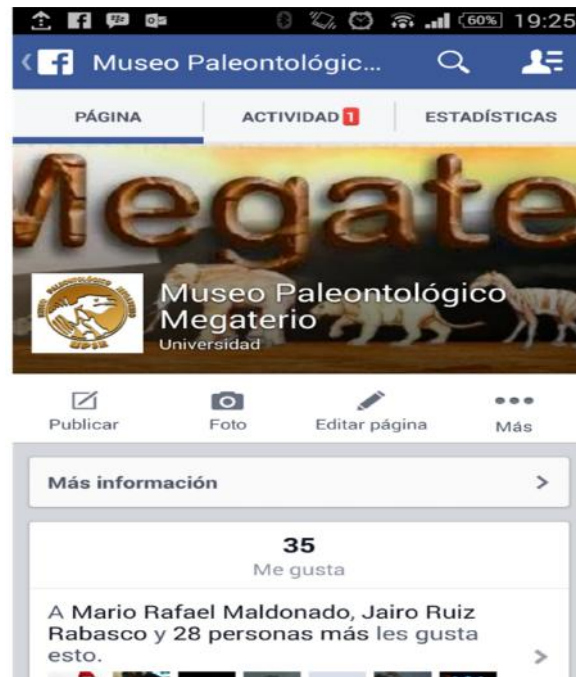 60% 19:25
Museo Paleontológic...
PÁGINA
ACTIVIDAD 1
ESTADÍSTICAS
Megate
Museo Paleontológico
Megaterio
Universidad
Publicar
Foto
Editar página
Más
Más información
35
Me gusta
A Mario Rafael Maldonado, Jairo Ruiz
Rabasco y 28 personas más les gusta
esto.